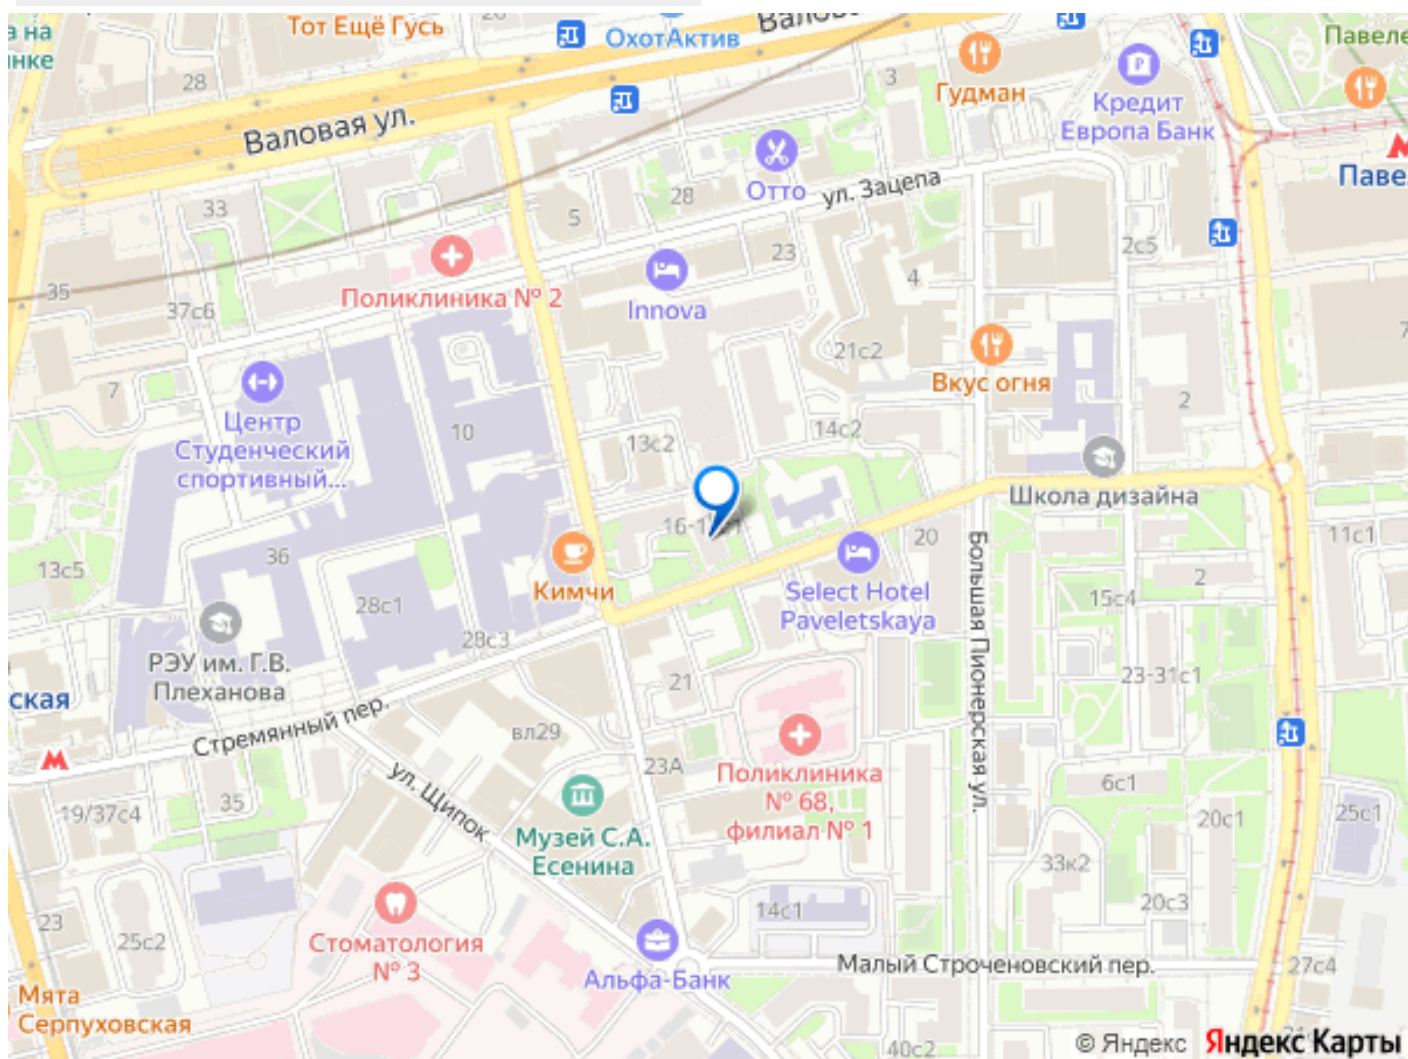 Тот Ещё Гусь
ОхотАктив
28
Валовая ул.
3
Гудман
Кредит
Европа Банк
Отто
ул. Зацепа
33
5
28
23
2с5
4
Поликлиника № 2
Innova
35
37с6
21с2
Вкус огня
7
2
Центр
Студенческий
спортивный...
10
13с2
14с2
Школа дизайна
20
11с1
36
Кимчи
Select Hotel
Paveletskaya
Большая Пионерская ул.
2
13с5
28с1
15с4
28с3
РЭУ им. Г.В.
Плеханова
21
23-31с1
ская
Стремянный пер.
вл29
23А
Поликлиника
№ 68,
филиал № 1
ул. Щипок
6с1
19/37с4
35
20с1
25с1
Музей С.А.
Есенина
33к2
23
25с2
Стоматология
№ 3
14с1
20с3
Альфа-Банк
Малый Строченовский пер.
27с4
Мята
Серпуховская
40с2
© Яндекс Яндекс Карты